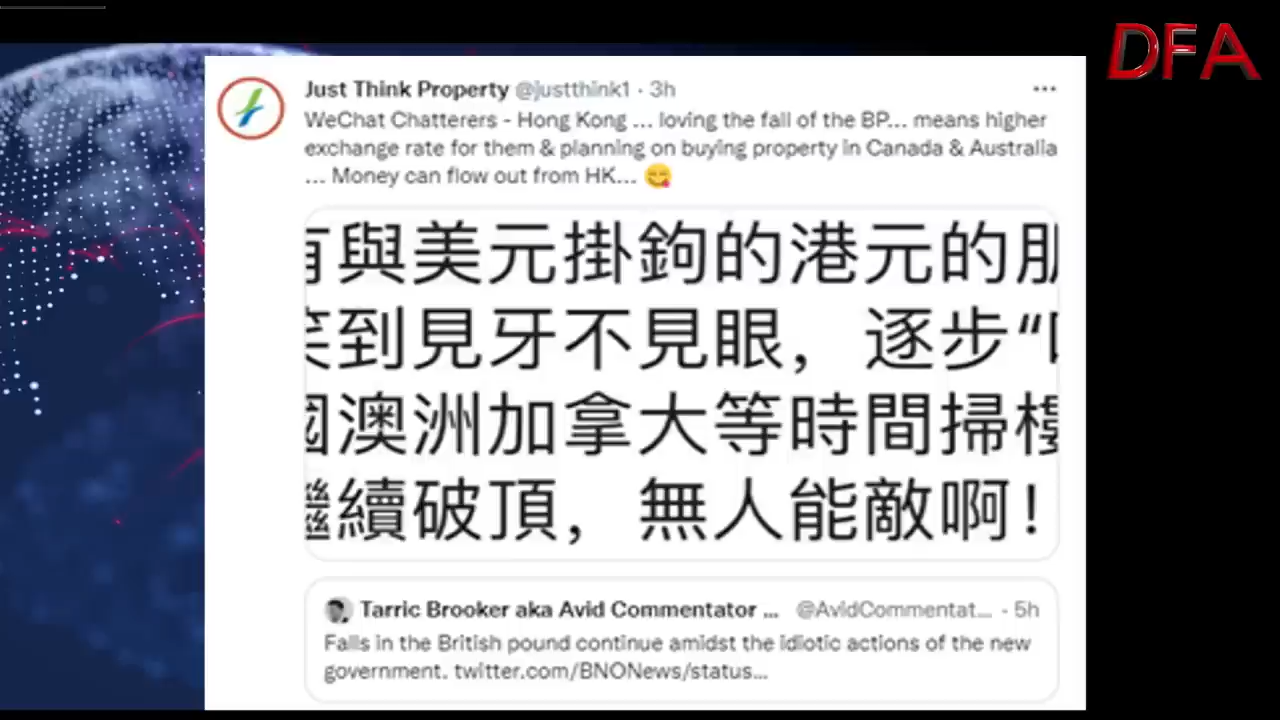 DFA
Just Think Property @justthink1 · 3h
WeChat Chatterers - Hong Kong ... loving the fall of the BP... means higher
exchange rate for them & planning on buying property in Canada & Australia
... Money can flow out from HK... 😋
有與美元掛鉤的港元的朋
笑到見牙不見眼，逐步“
國澳洲加拿大等時間掃樓
繼續破頂，無人能敵啊！
Tarric Brooker aka Avid Commentator ... @AvidCommentat... · 5h
Falls in the British pound continue amidst the idiotic actions of the new
government. twitter.com/BNONews/status...